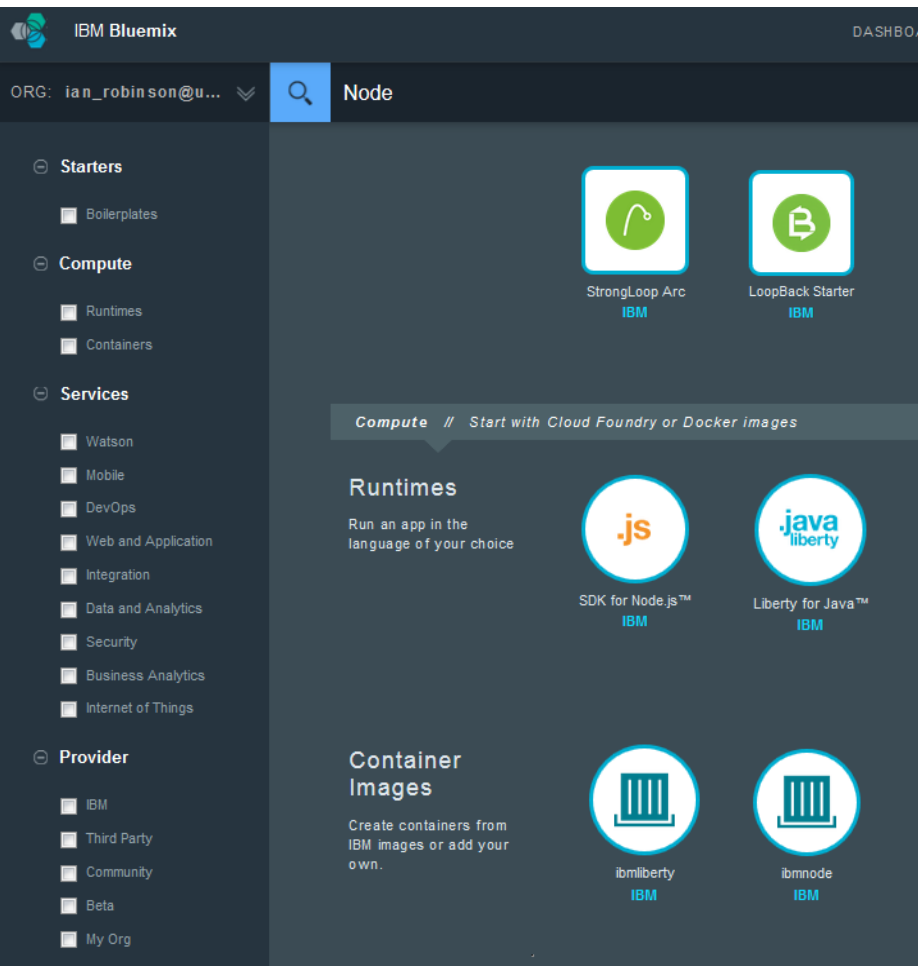 IBM Bluemix
DASHBOA
ORG: ian_robinson@u...
Node
Starters
Boilerplates
Compute
Runtimes
Containers
Services
Watson
Mobile
DevOps
Web and Application
Integration
Data and Analytics
Security
Business Analytics
Internet of Things
Provider
IBM
Third Party
Community
Beta
My Org
B
StrongLoop Arc
IBM
LoopBack Starter
IBM
Compute // Start with Cloud Foundry or Docker images
Runtimes
Run an app in the
language of your choice
.js
SDK for Node.js™
IBM
.java
liberty
Liberty for Java™
IBM
Container
Images
Create containers from
IBM images or add your
own.
ibmliberty
IBM
ibmnode
IBM